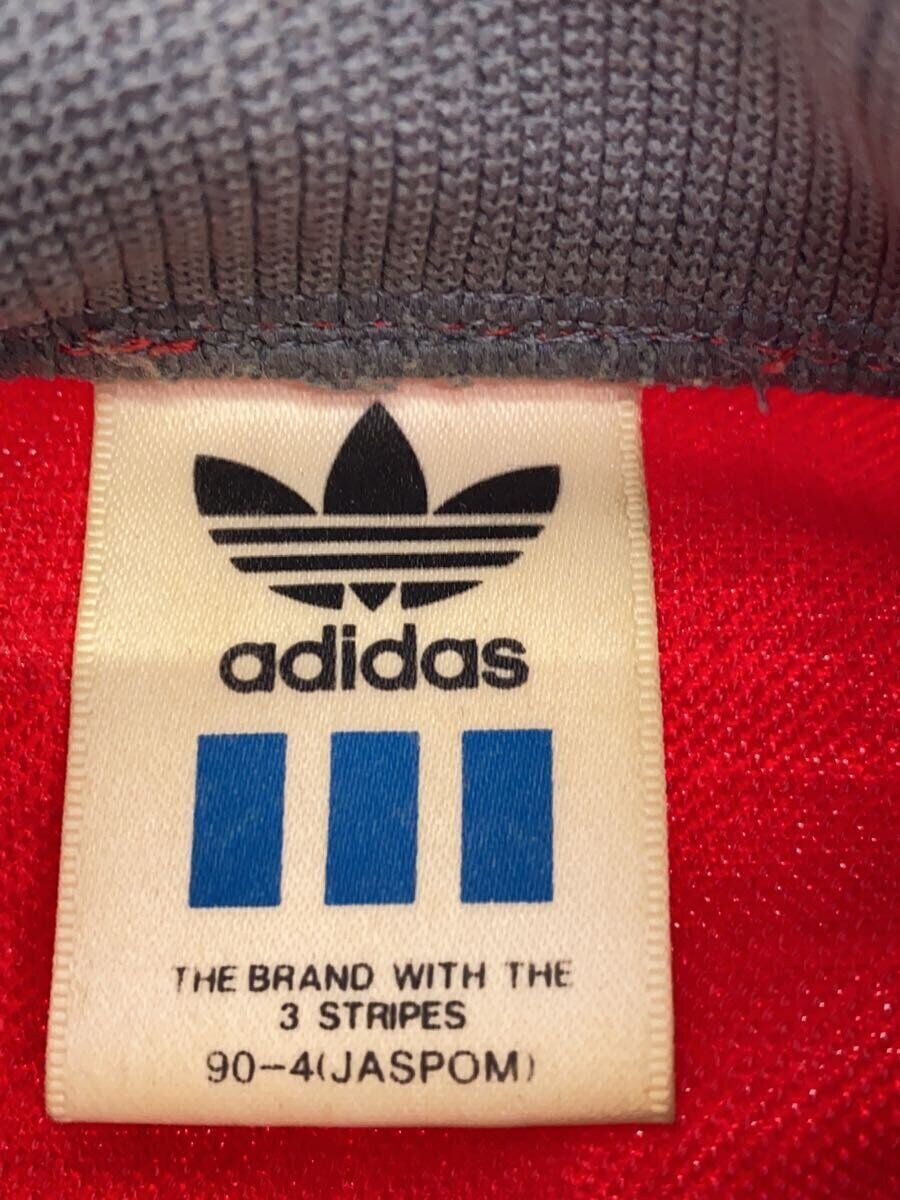 adidas
THE BRAND WITH THE
3 STRIPES
90-4(JASPOM)